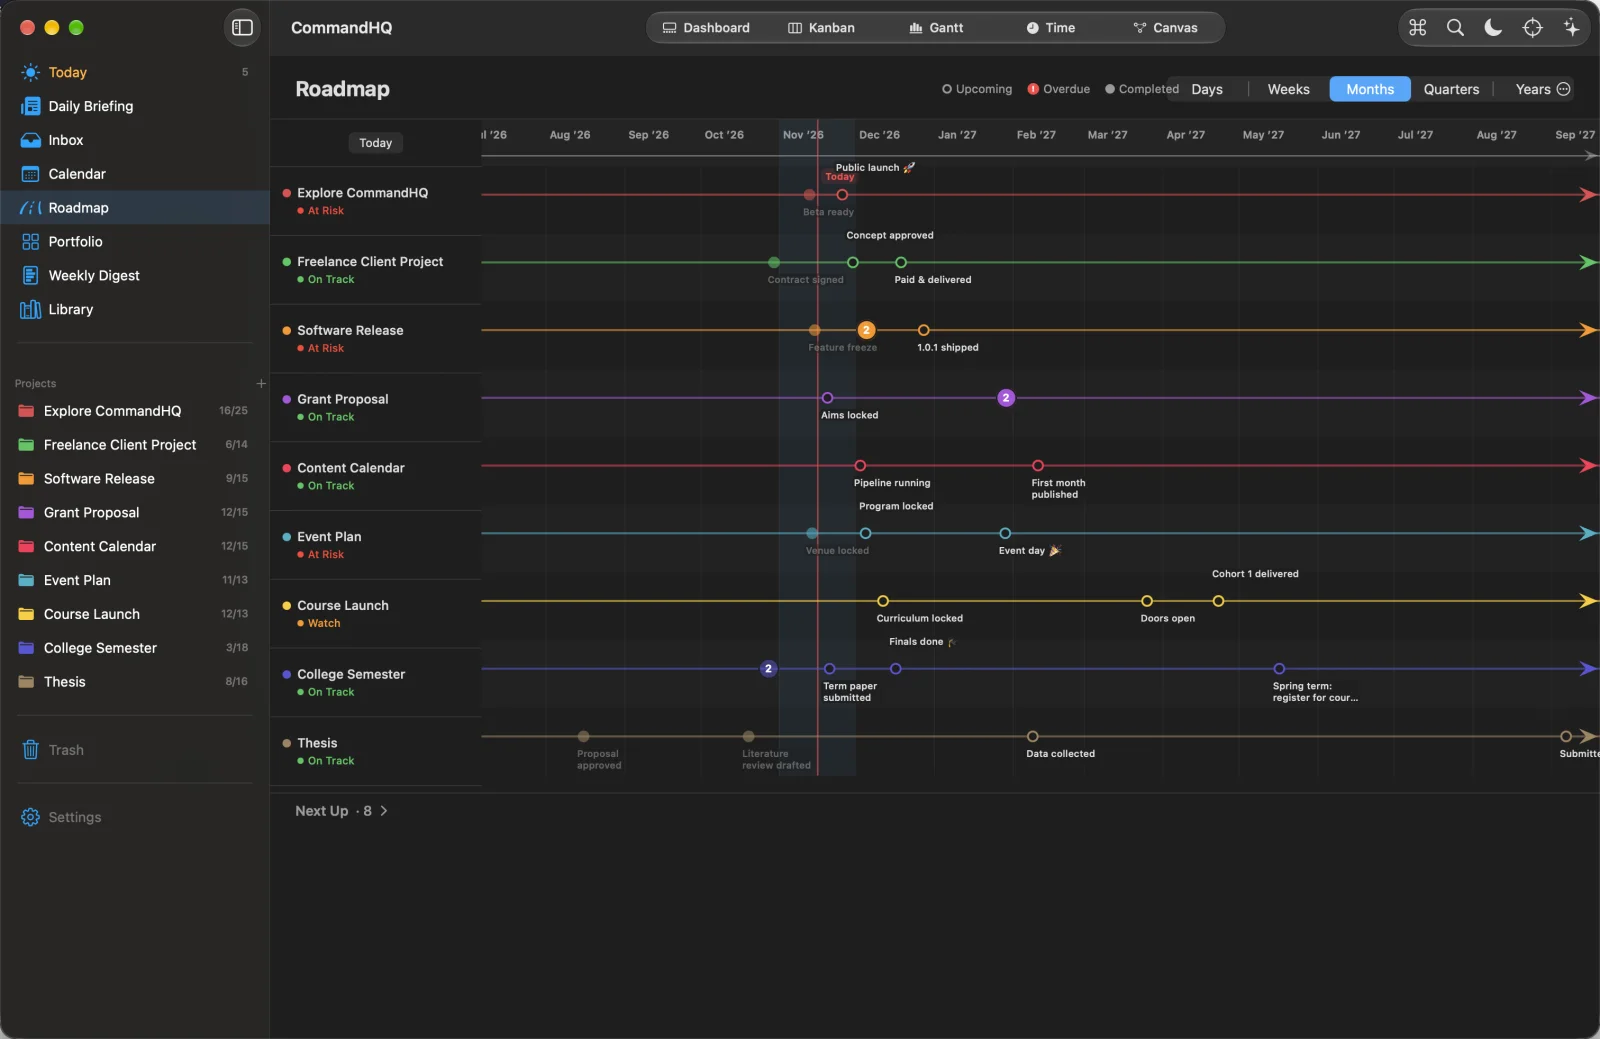 CommandHQ
Dashboard
Kanban
Gantt
Time
Canvas
Today 5
Daily Briefing
Inbox
Calendar
Roadmap
Portfolio
Weekly Digest
Library
Projects +
Explore CommandHQ 16/25
Freelance Client Project 6/14
Software Release 9/15
Grant Proposal 12/15
Content Calendar 12/15
Event Plan 11/13
Course Launch 12/13
College Semester 3/18
Thesis 8/16
Trash
Settings
Roadmap
Upcoming
Overdue
Completed
Days
Weeks
Months
Quarters
Years
Today
ul '26
Aug '26
Sep '26
Oct '26
Nov '26
Dec '26
Jan '27
Feb '27
Mar '27
Apr '27
May '27
Jun '27
Jul '27
Aug '27
Sep '27
Public launch 🚀
Today
Explore CommandHQ
At Risk
Beta ready
Concept approved
Freelance Client Project
On Track
Contract signed
Paid & delivered
Software Release
At Risk
2
Feature freeze
1.0.1 shipped
Grant Proposal
On Track
2
Aims locked
Content Calendar
On Track
Pipeline running
First month
published
Program locked
Event Plan
At Risk
Venue locked
Event day 🎉
Cohort 1 delivered
Course Launch
Watch
Curriculum locked
Doors open
Finals done
College Semester
On Track
2
Term paper
submitted
Spring term:
register for cour...
Thesis
On Track
Proposal
approved
Literature
review drafted
Data collected
Submitte
Next Up · 8 >